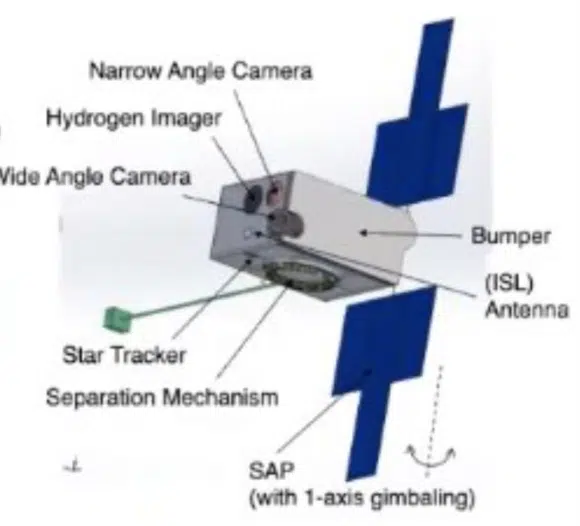 Narrow Angle Camera
Hydrogen Imager
Wide Angle Camera
Bumper
(ISL)
Antenna
Star Tracker
Separation Mechanism
SAP
(with 1-axis gimbaling)